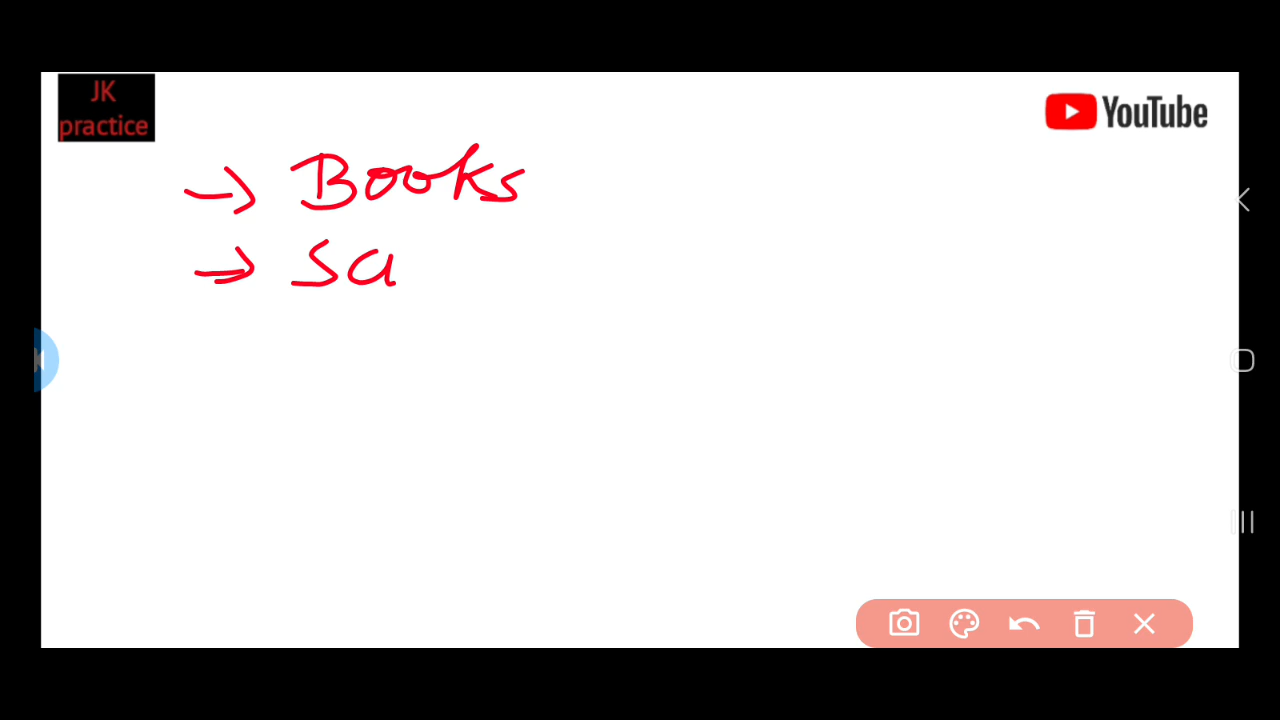 JK
practice
YouTube
→ Books
→ Sa